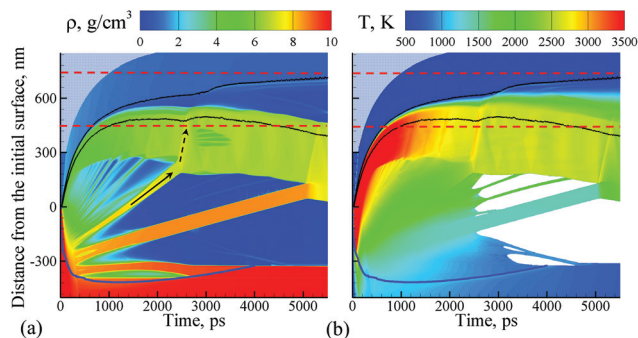 ρ, g/cm³ 0 2 4 6 8 10
T, K 500 1000 1500 2000 2500 3000 3500
Distance from the initial surface, nm
600
300
0
-300
0 1000 2000 3000 4000 5000
0 1000 2000 3000 4000 5000
(a) Time, ps
(b) Time, ps